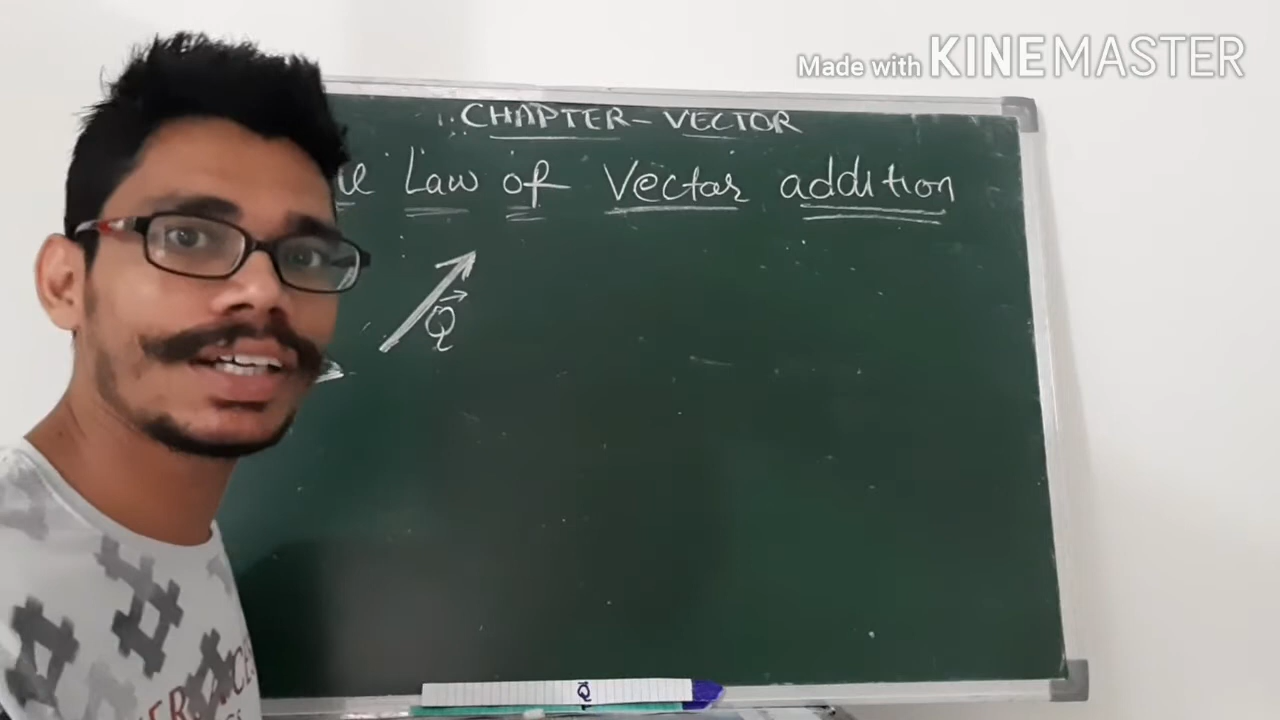 Made with KINEMASTER
CHAPTER - VECTOR
Law of Vector addition
Q
Q